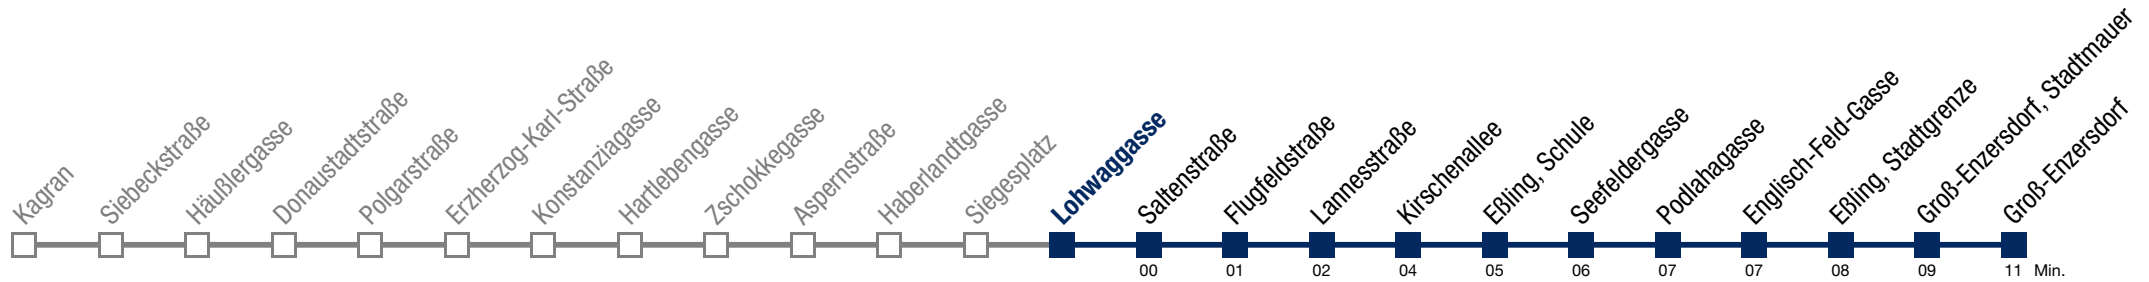 Kagran
Siebeckstraße
Häußlergasse
Donaustadtstraße
Polgarstraße
Erzherzog-Karl-Straße
Konstanziagasse
Hartlebengasse
Zschokkegasse
Aspernstraße
Haberlandtgasse
Siegesplatz
Lohwaggasse
Saltenstraße
Flugfeldstraße
Lannesstraße
Kirschenallee
Eßling, Schule
Seefeldergasse
Podlahagasse
Englisch-Feld-Gasse
Eßling, Stadtgrenze
Groß-Enzersdorf, Stadtmauer
Groß-Enzersdorf
00 01 02 04 05 06 07 07 08 09 11 Min.